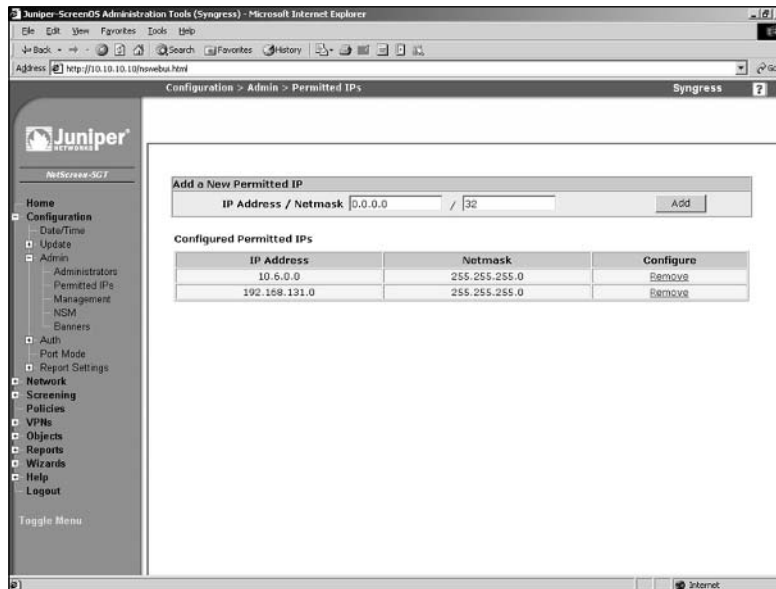 Juniper-ScreenOS Administration Tools (Syngress) - Microsoft Internet Explorer
File Edit View Favorites Tools Help
Back Search Favorites History
Address http://10.10.10.10/nswebui.html Go
Configuration > Admin > Permitted IPs Syngress ?
Juniper
NETWORKS
NetScreen-5GT
Home
Configuration
Date/Time
Update
Admin
Administrators
Permitted IPs
Management
NSM
Banners
Auth
Port Mode
Report Settings
Network
Screening
Policies
VPNs
Objects
Reports
Wizards
Help
Logout
Toggle Menu
Add a New Permitted IP
IP Address / Netmask 0.0.0.0 / 32 Add
Configured Permitted IPs
IP Address Netmask Configure
10.6.0.0 255.255.255.0 Remove
192.168.131.0 255.255.255.0 Remove
Internet